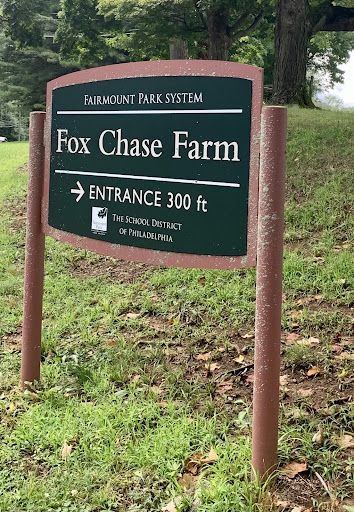 FAIRMOUNT PARK SYSTEM
FOX CHASE FARM
→ ENTRANCE 300 ft
THE SCHOOL DISTRICT
OF PHILADELPHIA